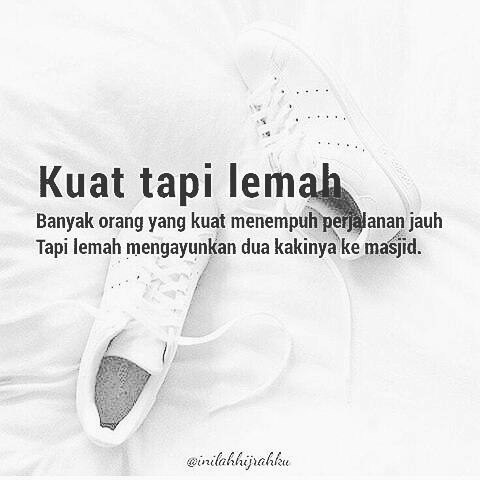 Kuat tapi lemah
Banyak orang yang kuat menempuh perjalanan jauh
Tapi lemah mengayunkan dua kakinya ke masjid.
@inilahhijrahku